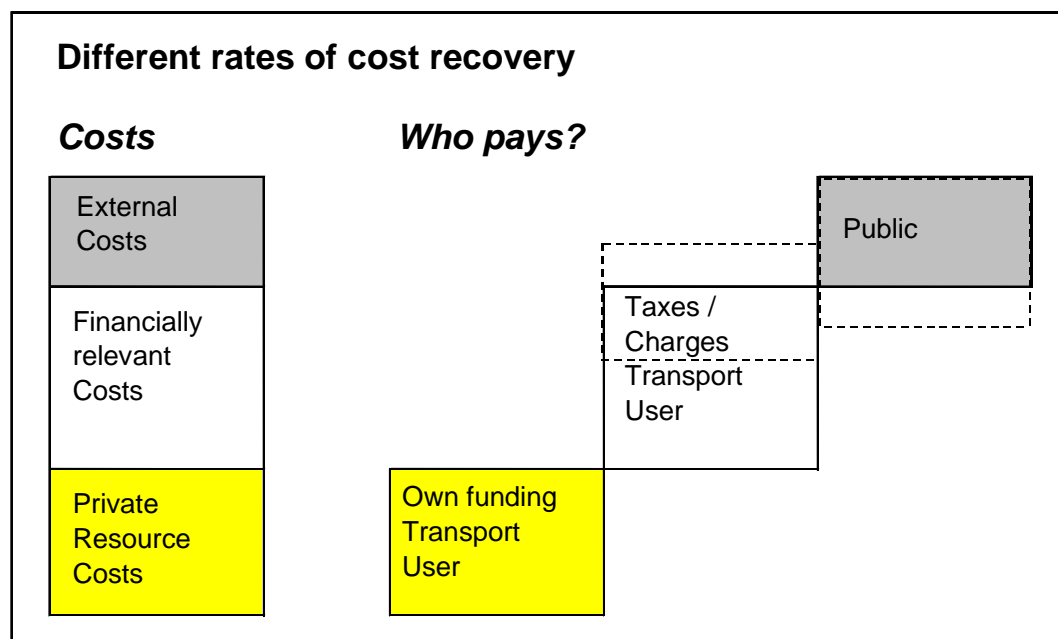 Different rates of cost recovery
Costs
Who pays?
External
Costs
Public
Financially
relevant
Costs
Taxes /
Charges
Transport
User
Private
Resource
Costs
Own funding
Transport
User